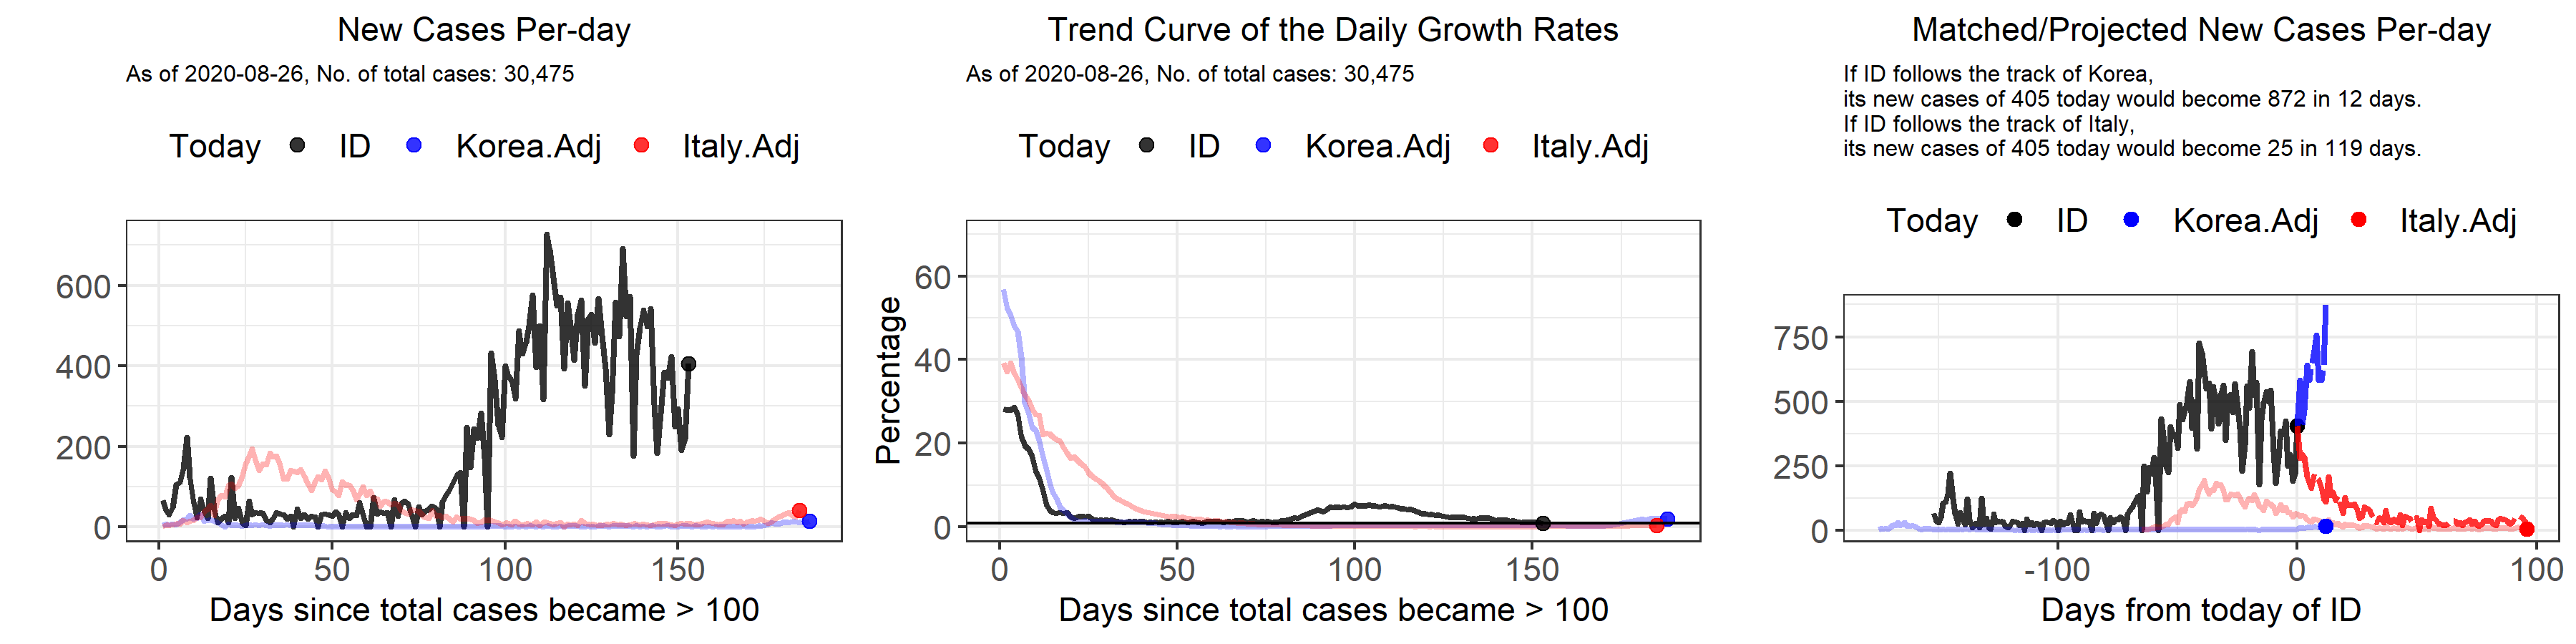 New Cases Per-day
As of 2020-08-26, No. of total cases: 30,475
Today ID Korea.Adj Italy.Adj
600
400
200
0
0 50 100 150
Days since total cases became > 100
Trend Curve of the Daily Growth Rates
As of 2020-08-26, No. of total cases: 30,475
Today ID Korea.Adj Italy.Adj
Percentage
60
40
20
0
0 50 100 150
Days since total cases became > 100
Matched/Projected New Cases Per-day
If ID follows the track of Korea,
its new cases of 405 today would become 872 in 12 days.
If ID follows the track of Italy,
its new cases of 405 today would become 25 in 119 days.
Today ID Korea.Adj Italy.Adj
750
500
250
0
-100 0 100
Days from today of ID